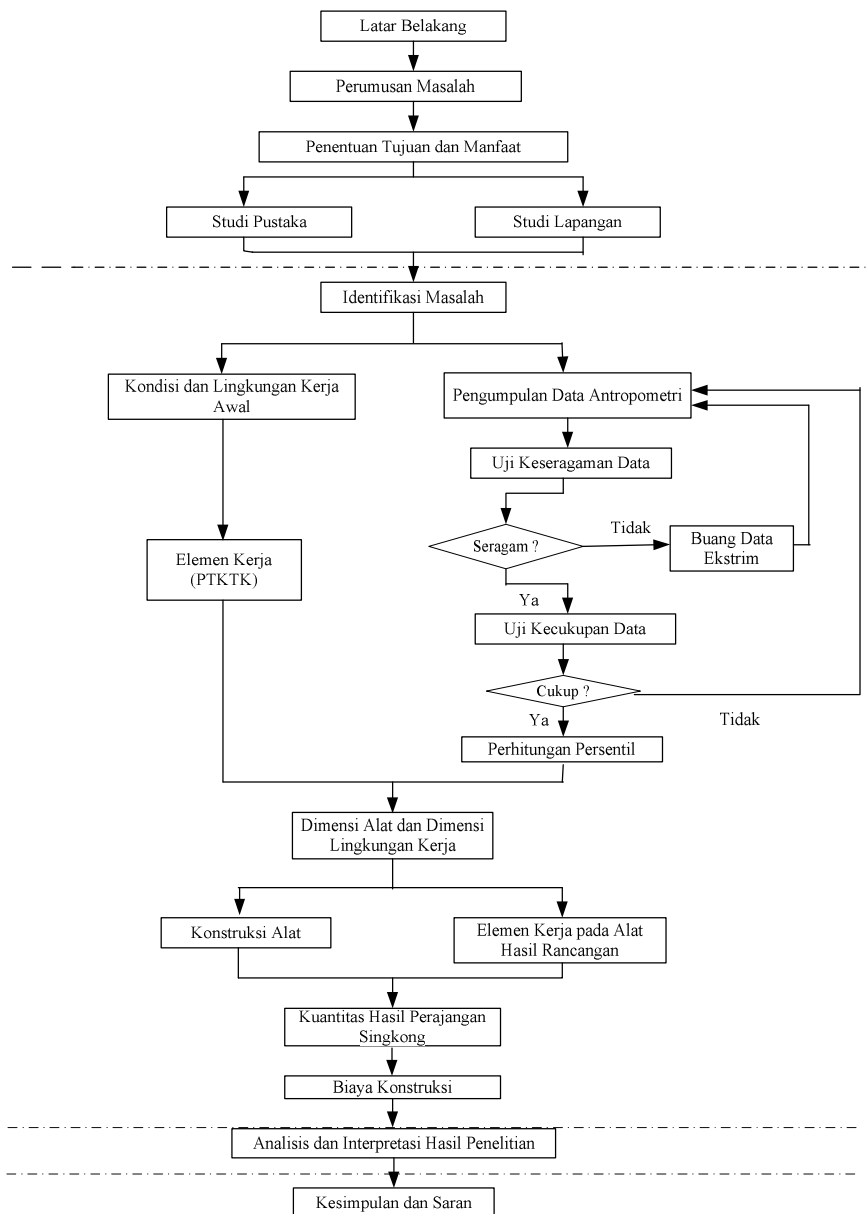 Latar Belakang
Perumusan Masalah
Penentuan Tujuan dan Manfaat
Studi Pustaka
Studi Lapangan
Identifikasi Masalah
Kondisi dan Lingkungan Kerja
Awal
Pengumpulan Data Antropometri
Uji Keseragaman Data
Seragam ?
Tidak
Buang Data
Ekstrim
Elemen Kerja
(PTKTK)
Ya
Uji Kecukupan Data
Cukup ?
Ya
Tidak
Perhitungan Persentil
Dimensi Alat dan Dimensi
Lingkungan Kerja
Konstruksi Alat
Elemen Kerja pada Alat
Hasil Rancangan
Kuantitas Hasil Perajangan
Singkong
Biaya Konstruksi
Analisis dan Interpretasi Hasil Penelitian
Kesimpulan dan Saran